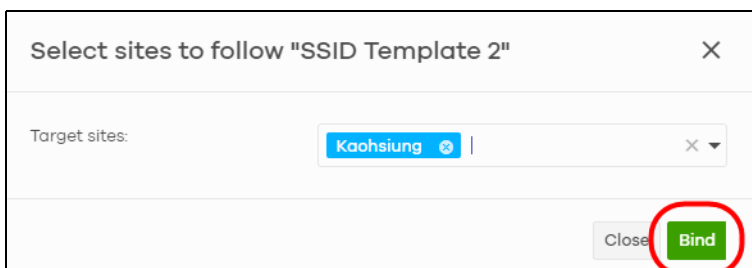 Select sites to follow "SSID Template 2"
Target sites:
Kaohsiung
Close
Bind